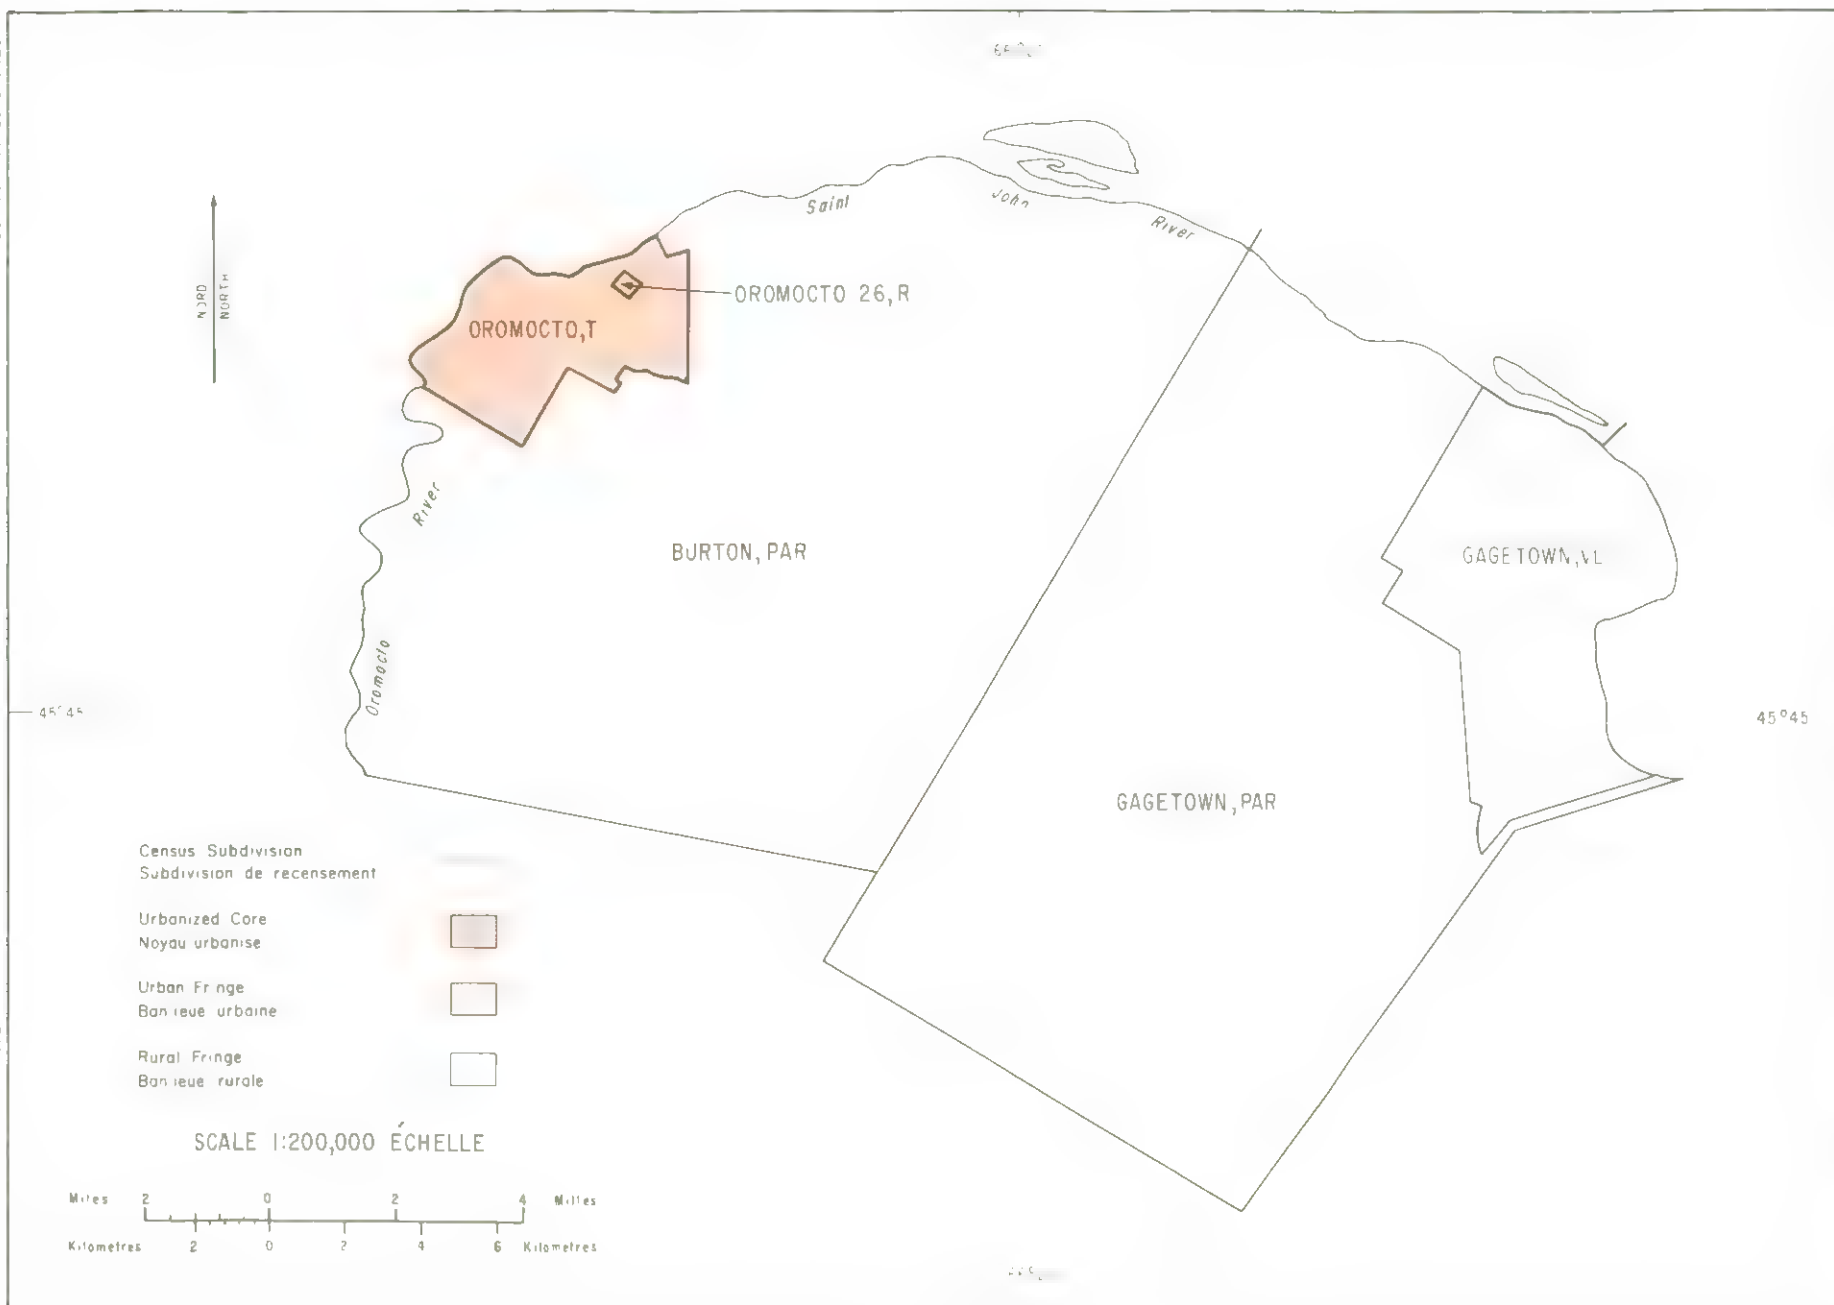 Saint John River
NORD
NORTH
OROMOCTO 26,R
OROMOCTO,T
River
BURTON, PAR
GAGETOWN,VL
Oromocto
45°45
45°45
GAGETOWN, PAR
Census Subdivision
Subdivision de recensement
Urbanized Core
Noyau urbanise
Urban Fringe
Banlieue urbaine
Rural Fringe
Banlieue rurale
SCALE 1:200,000 ÉCHELLE
Miles 2 0 2 4 Milles
Kilometres 2 0 2 4 6 Kilometres